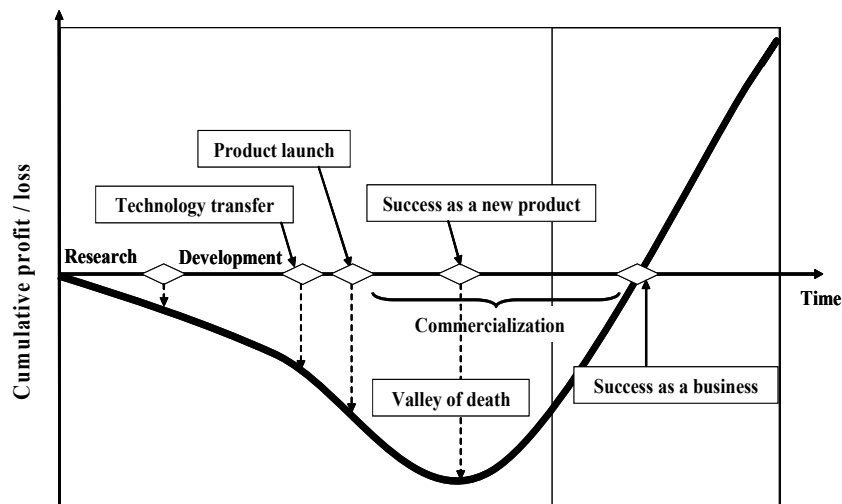 Product launch
Technology transfer
Success as a new product
Research
Development
Time
Cumulative profit / loss
Commercialization
Success as a business
Valley of death